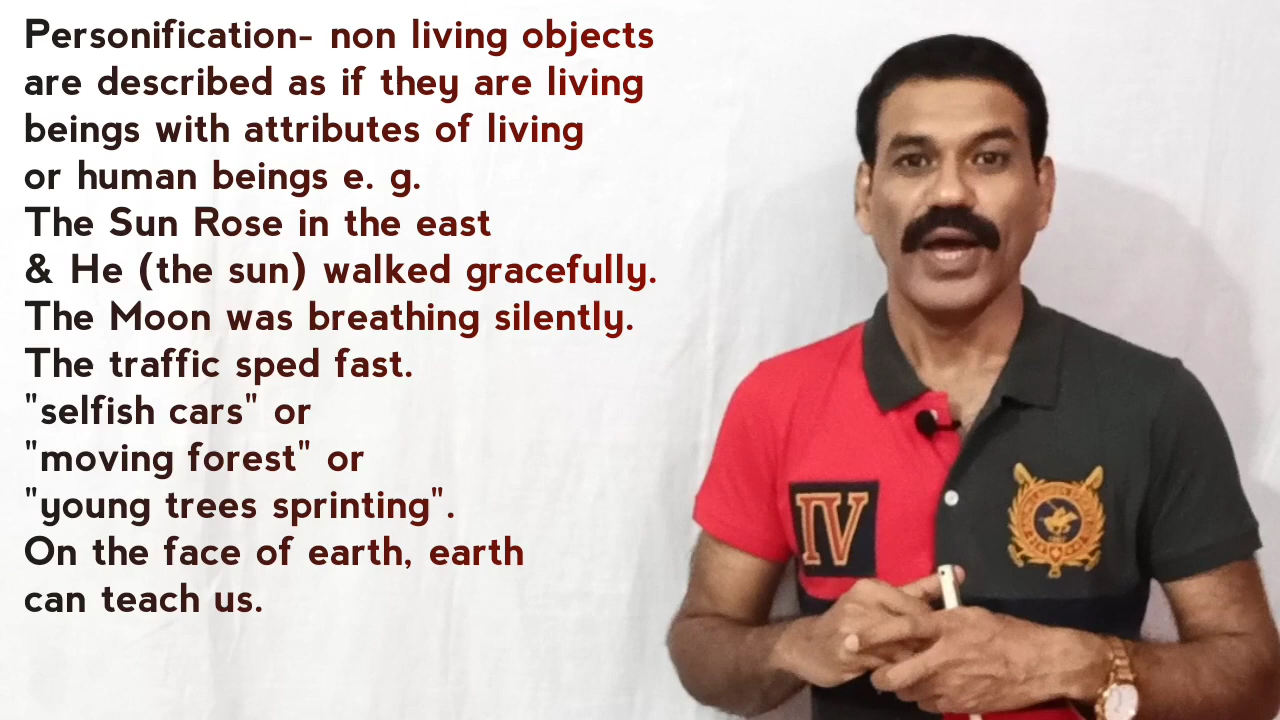 Personification- non living objects
are described as if they are living
beings with attributes of living
or human beings e. g.
The Sun Rose in the east
& He (the sun) walked gracefully.
The Moon was breathing silently.
The traffic sped fast.
"selfish cars" or
"moving forest" or
"young trees sprinting".
On the face of earth, earth
can teach us.
IV